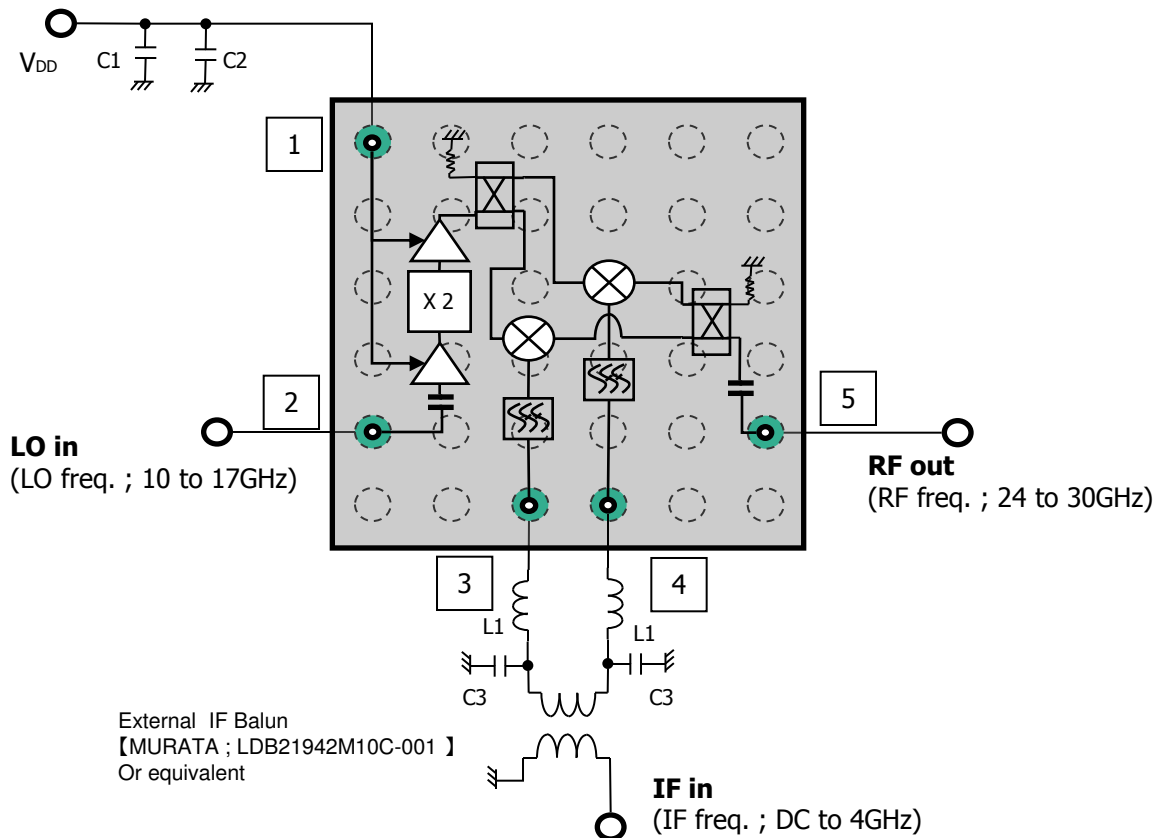 VDD
C1
C2
1
X 2
2
5
LO in
(LO freq. ; 10 to 17GHz)
RF out
(RF freq. ; 24 to 30GHz)
3
4
L1
L1
C3
C3
External IF Balun
【MURATA ; LDB21942M10C-001 】
Or equivalent
IF in
(IF freq. ; DC to 4GHz)